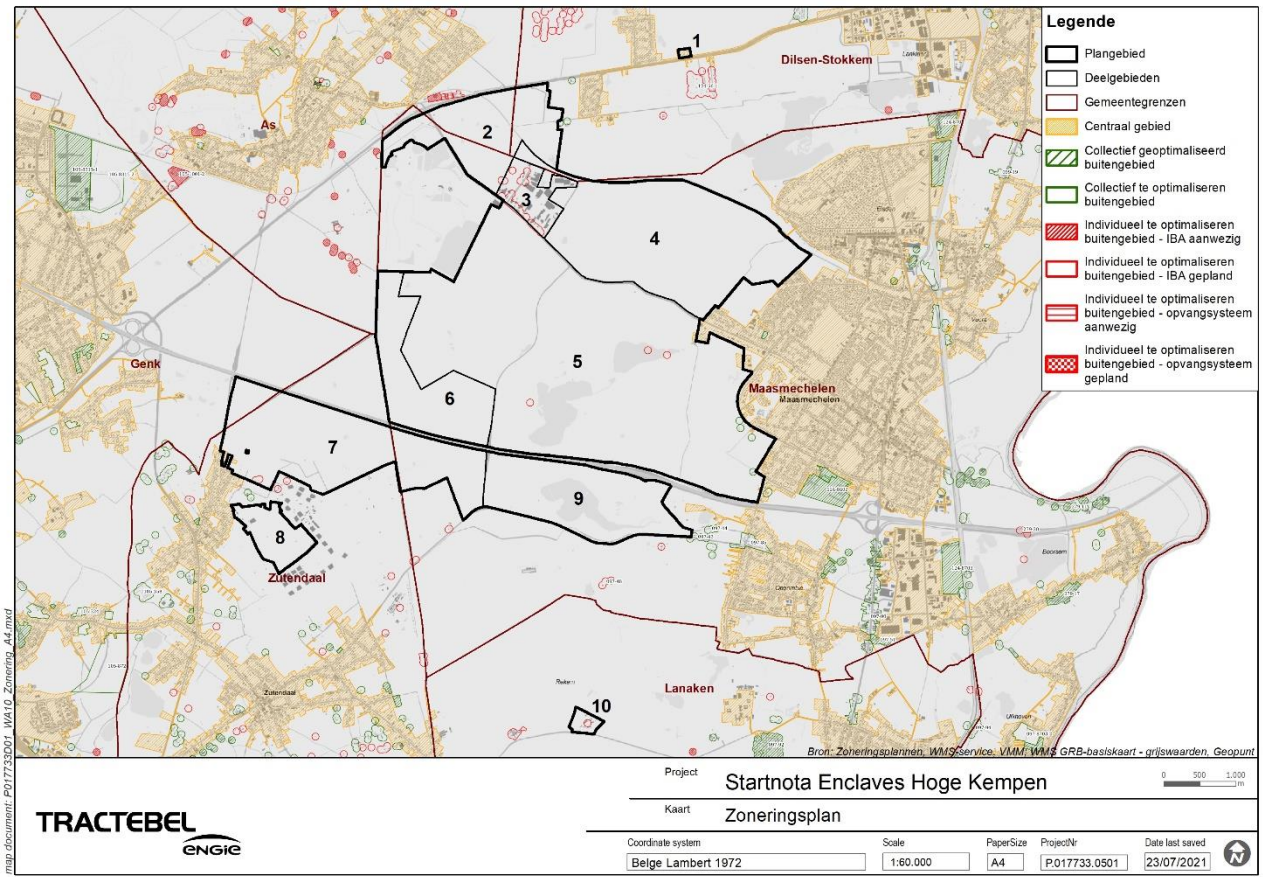 Legende
Plangebied
Deelgebieden
Gemeentegrenzen
Centraal gebied
Collectief geoptimaliseerd
buitengebied
Collectief te optimaliseren
buitengebied
Individueel te optimaliseren
buitengebied - IBA aanwezig
Individueel te optimaliseren
buitengebied - IBA gepland
Individueel te optimaliseren
buitengebied - opvangsysteem
aanwezig
Individueel te optimaliseren
buitengebied - opvangsysteem
gepland
1
Dilsen-Stokkem
As
2
3
4
Eisden
5
Genk
6
Maasmechelen
Maasmechelen
7
9
8
Boorsem
Zutendaal
Opgrimbie
Zutendaal
Rekem
Lanaken
10
Uikhoven
Bron: Zoneringsplannen, WMS-service, VMM; WMS GRB-basiskaart - grijswaarden, Geopunt
map document: P017733D01_WA10_Zonering_A4.mxd
TRACTEBEL
ENGIE
Project
Startnota Enclaves Hoge Kempen
0 500 1.000
m
Kaart
Zoneringsplan
Coordinate system Scale PaperSize ProjectNr Date last saved
Belge Lambert 1972 1:60.000 A4 P.017733.0501 23/07/2021
N